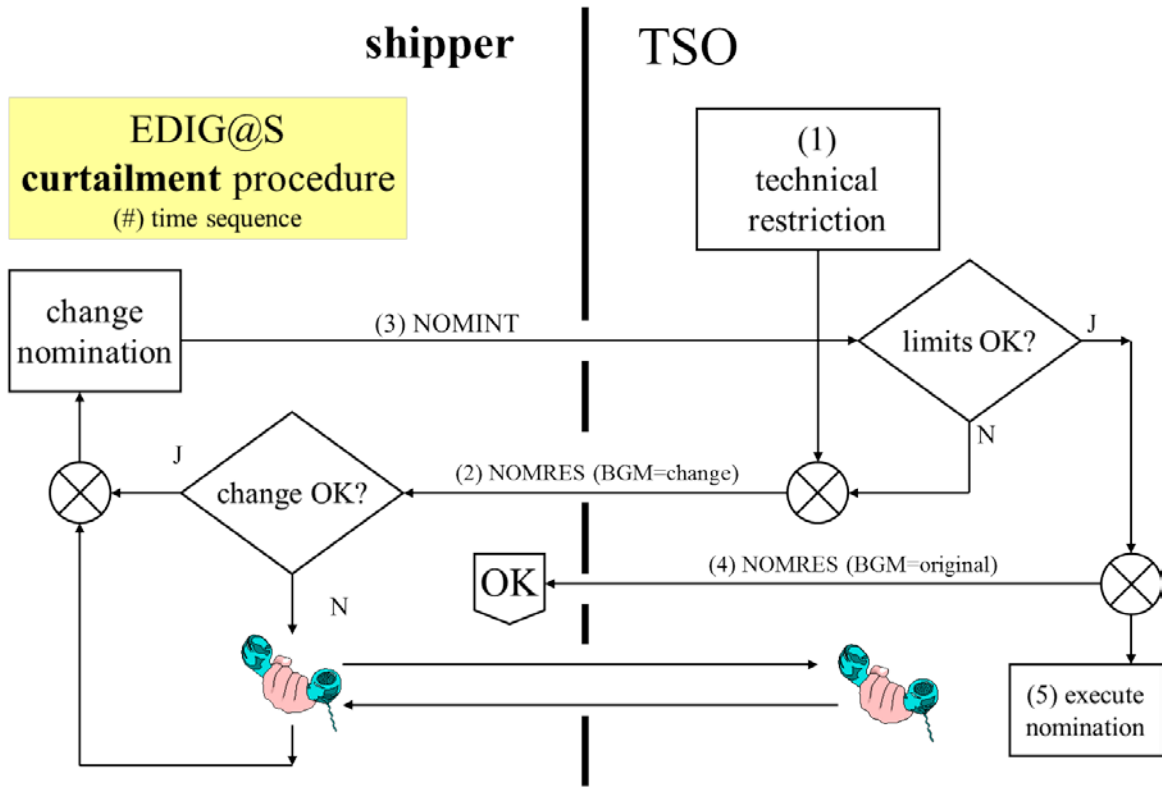 shipper
TSO
EDIG@S
curtailment procedure
(#) time sequence
(1)
technical
restriction
change
nomination
(3) NOMINT
limits OK?
J
N
J
change OK?
(2) NOMRES (BGM=change)
OK
(4) NOMRES (BGM=original)
N
(5) execute
nomination